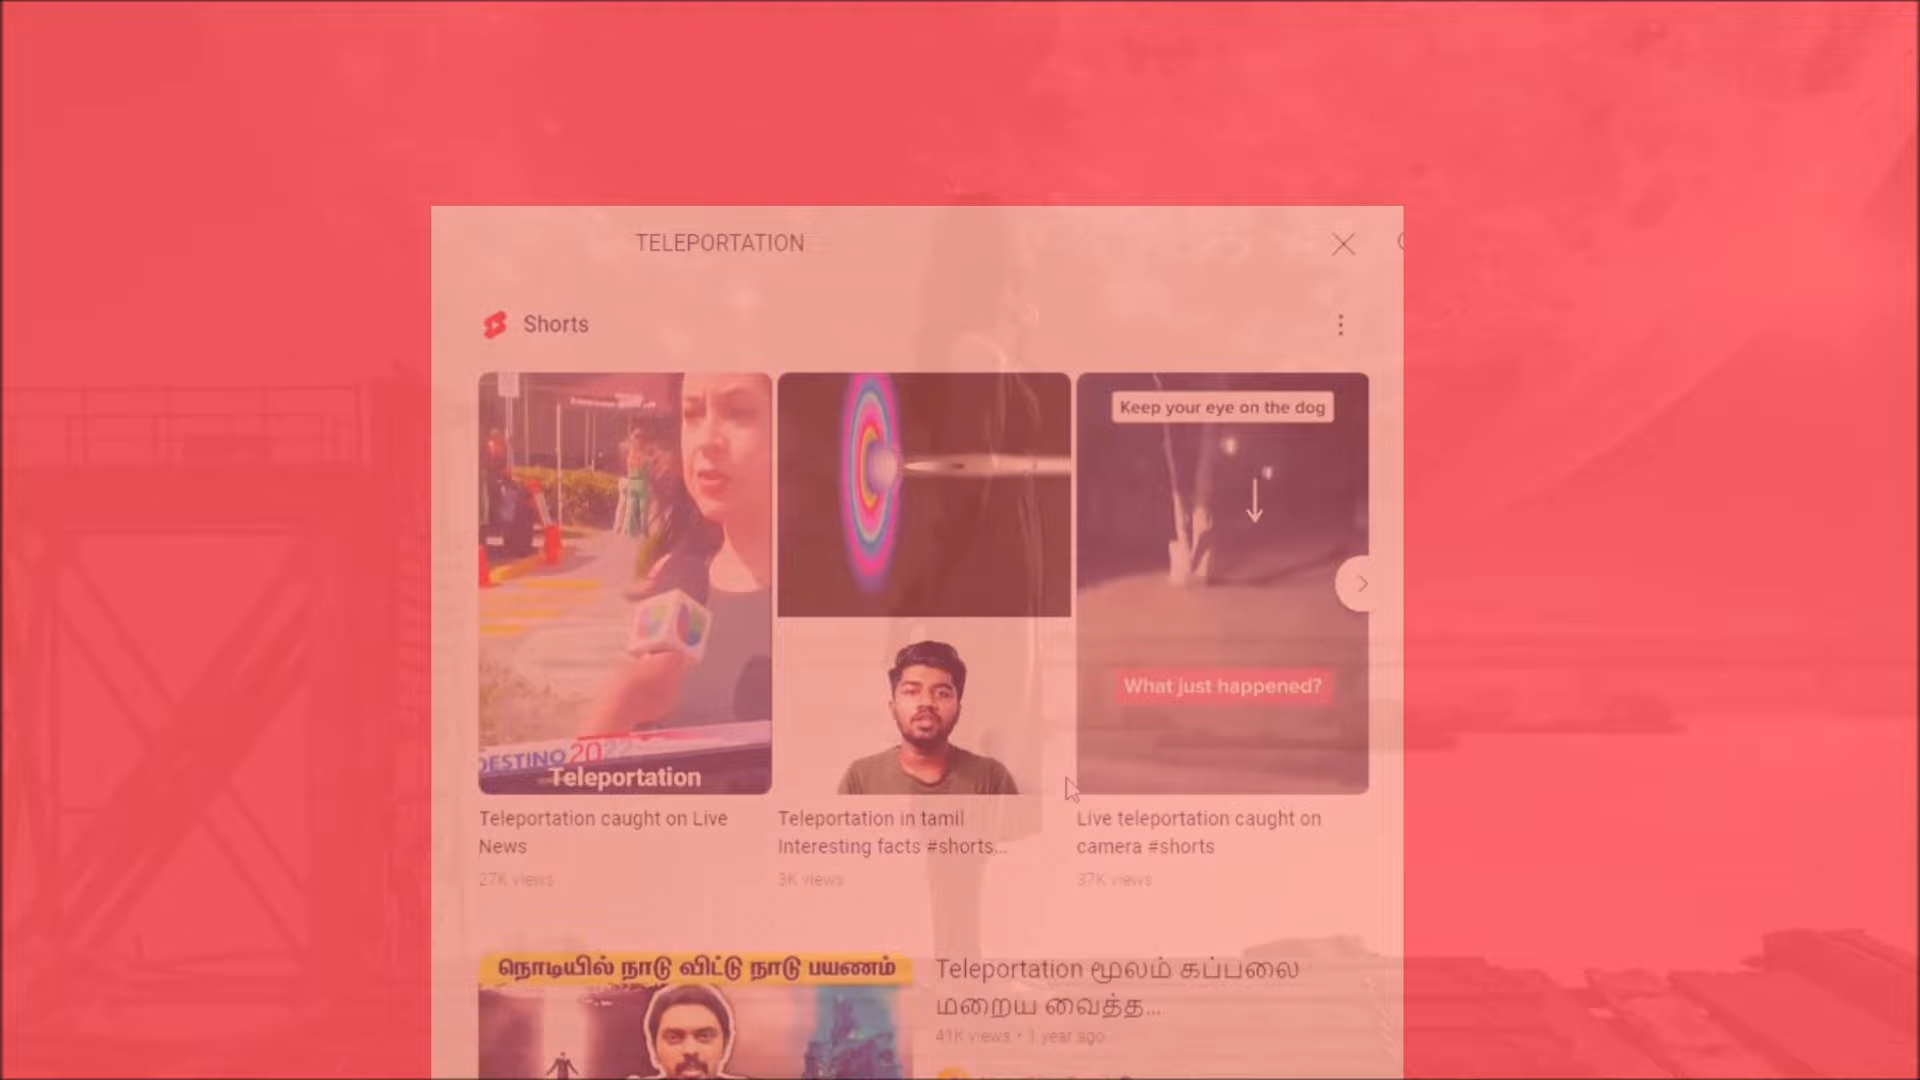 TELEPORTATION
Shorts
Keep your eye on the dog
What just happened?
DESTINO 2022
Teleportation
Teleportation caught on Live
News
27K views
Teleportation in tamil
Interesting facts #shorts...
3K views
Live teleportation caught on
camera #shorts
37K views
நொடியில் நாடு விட்டு நாடு பயணம்
Teleportation மூலம் கப்பலை
மறைய வைத்த...
41K views • 1 year ago